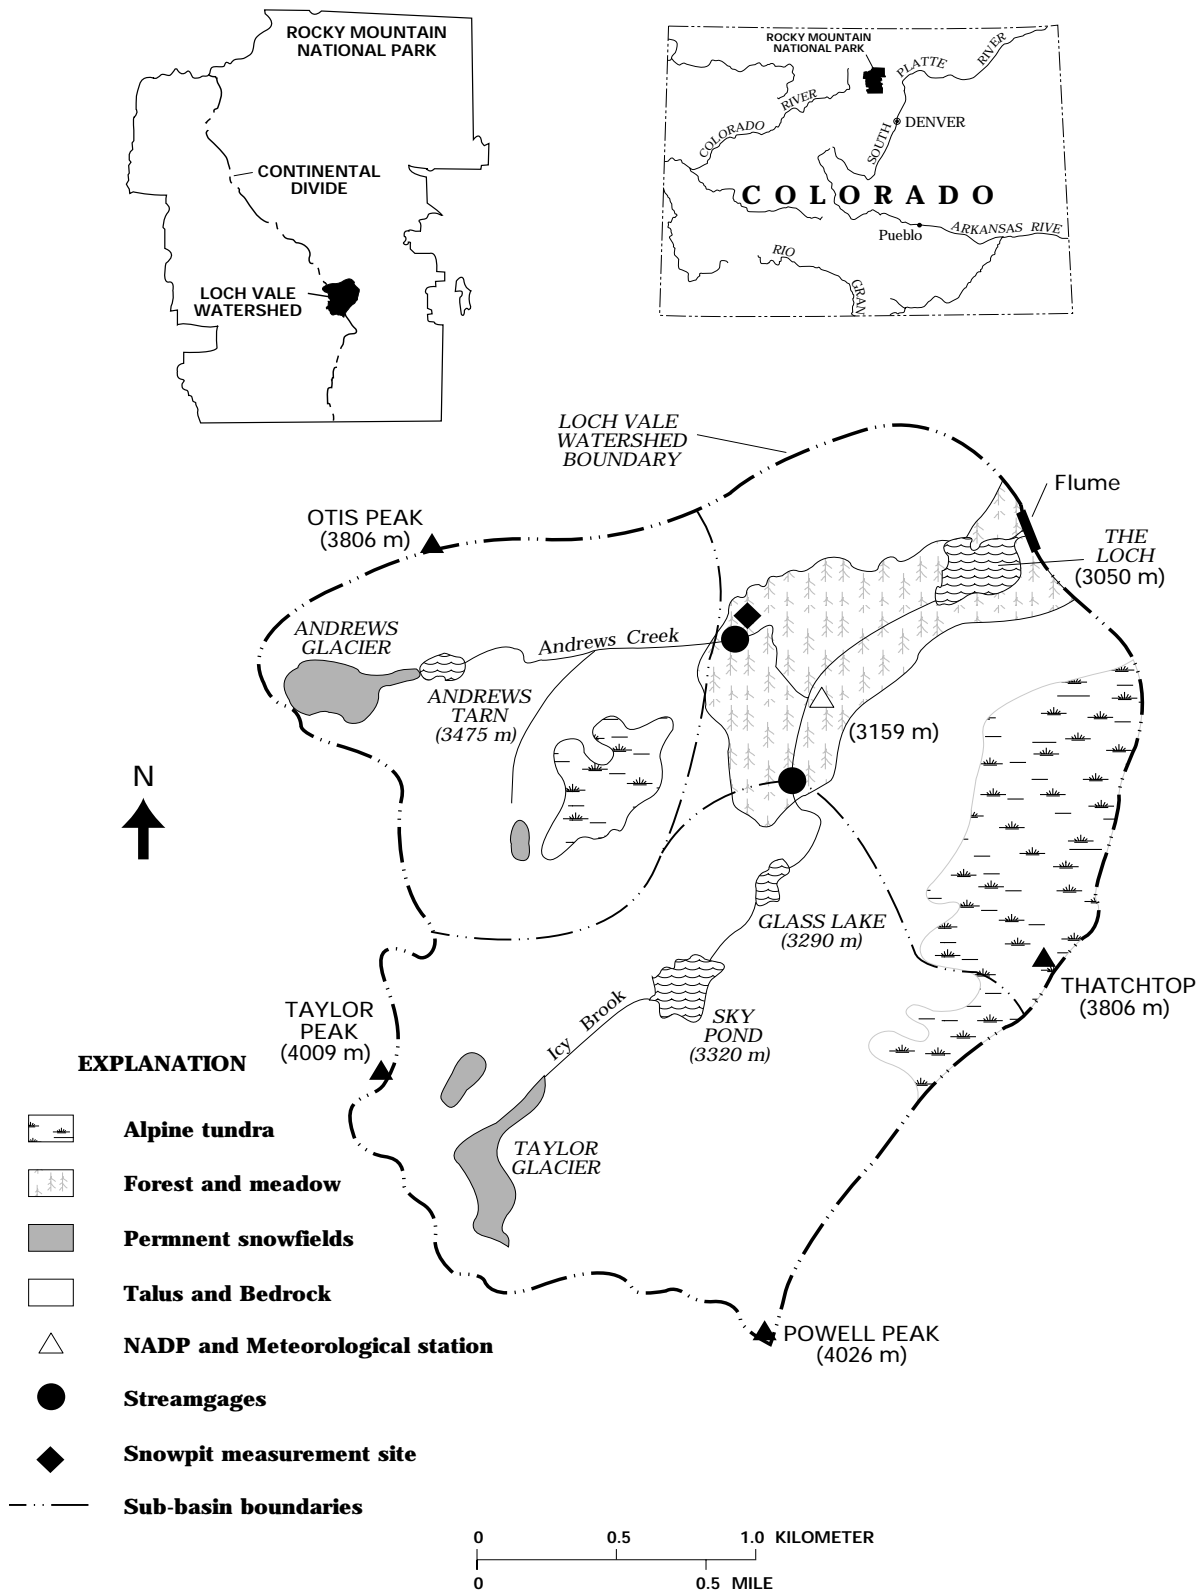 ROCKY MOUNTAIN
NATIONAL PARK
CONTINENTAL
DIVIDE
LOCH VALE
WATERSHED
ROCKY MOUNTAIN
NATIONAL PARK
PLATTE
RIVER
COLORADO
RIVER
SOUTH
DENVER
COLORADO
Pueblo
ARKANSAS RIVE
RIO
GRAN
LOCH VALE
WATERSHED
BOUNDARY
Flume
OTIS PEAK
(3806 m)
THE
LOCH
(3050 m)
ANDREWS
GLACIER
Andrews Creek
ANDREWS
TARN
(3475 m)
(3159 m)
N
GLASS LAKE
(3290 m)
THATCHTOP
(3806 m)
TAYLOR
PEAK
(4009 m)
Icy Brook
SKY
POND
(3320 m)
TAYLOR
GLACIER
POWELL PEAK
(4026 m)
EXPLANATION
Alpine tundra
Forest and meadow
Permnent snowfields
Talus and Bedrock
NADP and Meteorological station
Streamgages
Snowpit measurement site
Sub-basin boundaries
0 0.5 1.0 KILOMETER
0 0.5 MILE